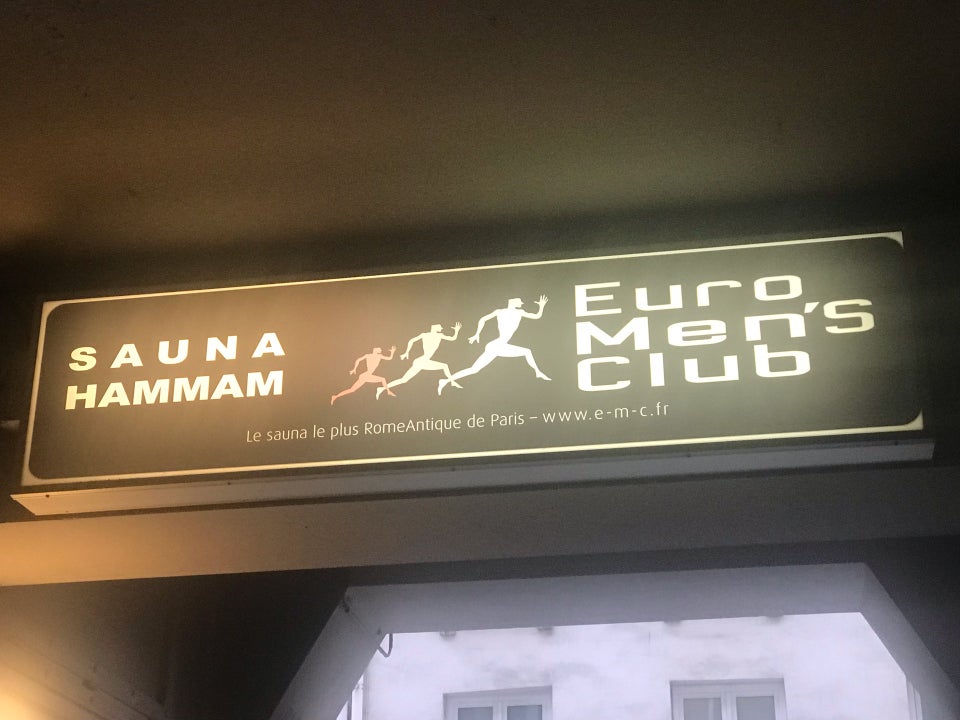 SAUNA
HAMMAM
Euro
Men's
Club
Le sauna le plus RomeAntique de Paris – www.e-m-c.fr